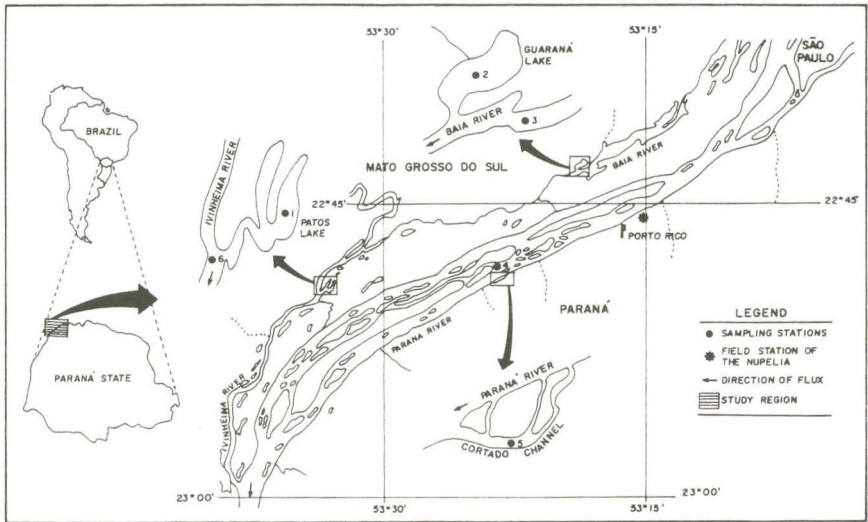 53°30'
53°15'
GUARANÁ
LAKE
2
SÃO
PAULO
BRAZIL
BAIA RIVER
3
IVINHEIMA RIVER
MATO GROSSO DO SUL
BAIA RIVER
22°45'
22°45'
1
PATOS
LAKE
6
PORTO RICO
4
PARANÁ
PARANÁ RIVER
LEGEND
SAMPLING STATIONS
FIELD STATION OF
THE NUPELIA
DIRECTION OF FLUX
STUDY REGION
PARANÁ STATE
IVINHEIMA RIVER
PARANÁ RIVER
5
CORTADO CHANNEL
23°00'
23°00'
53°30'
53°15'